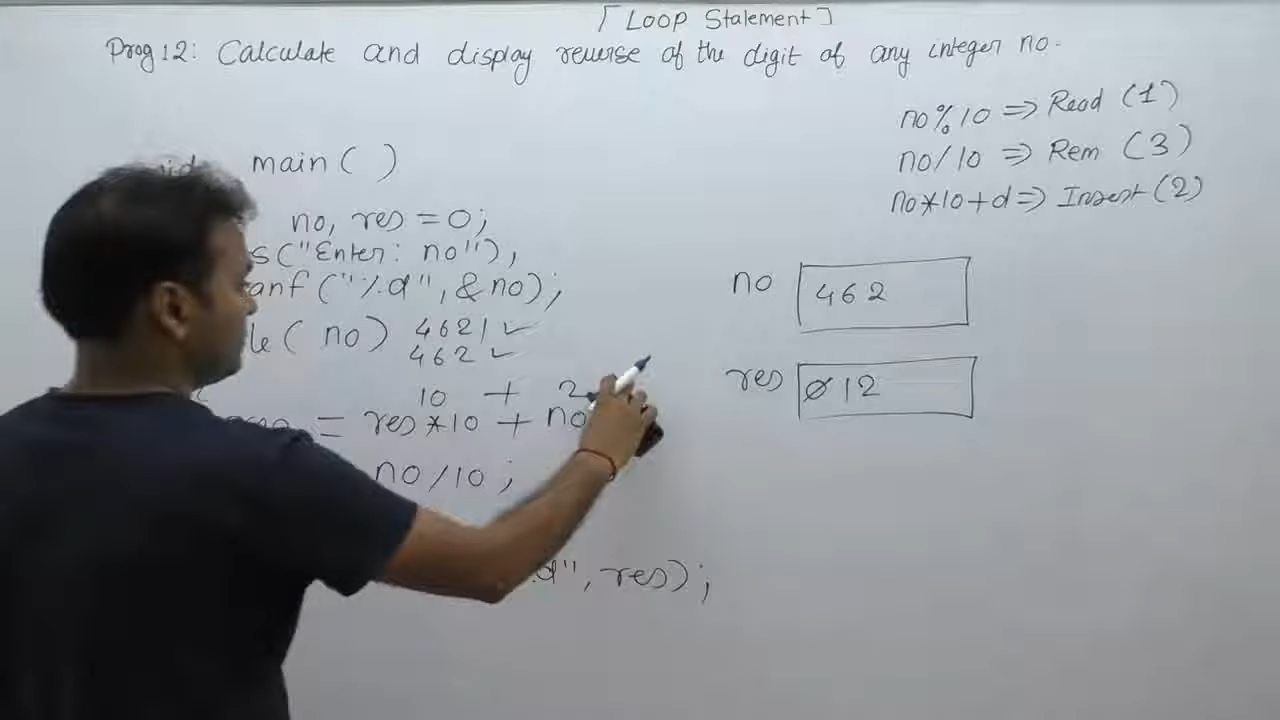 [Loop Statement]
Prog 12: Calculate and display reverse of the digit of any integer no.
no%10 => Read (1)
no/10 => Rem (3)
no*10+d => Insert (2)
main( )
no, res = 0;
s("Enter: no");
anf ("%d", &no);
le( no) 4621 ✓
462 ✓
10 + 2
= res*10 + no
no/10 ;
d", res);
no 462
res 0 12